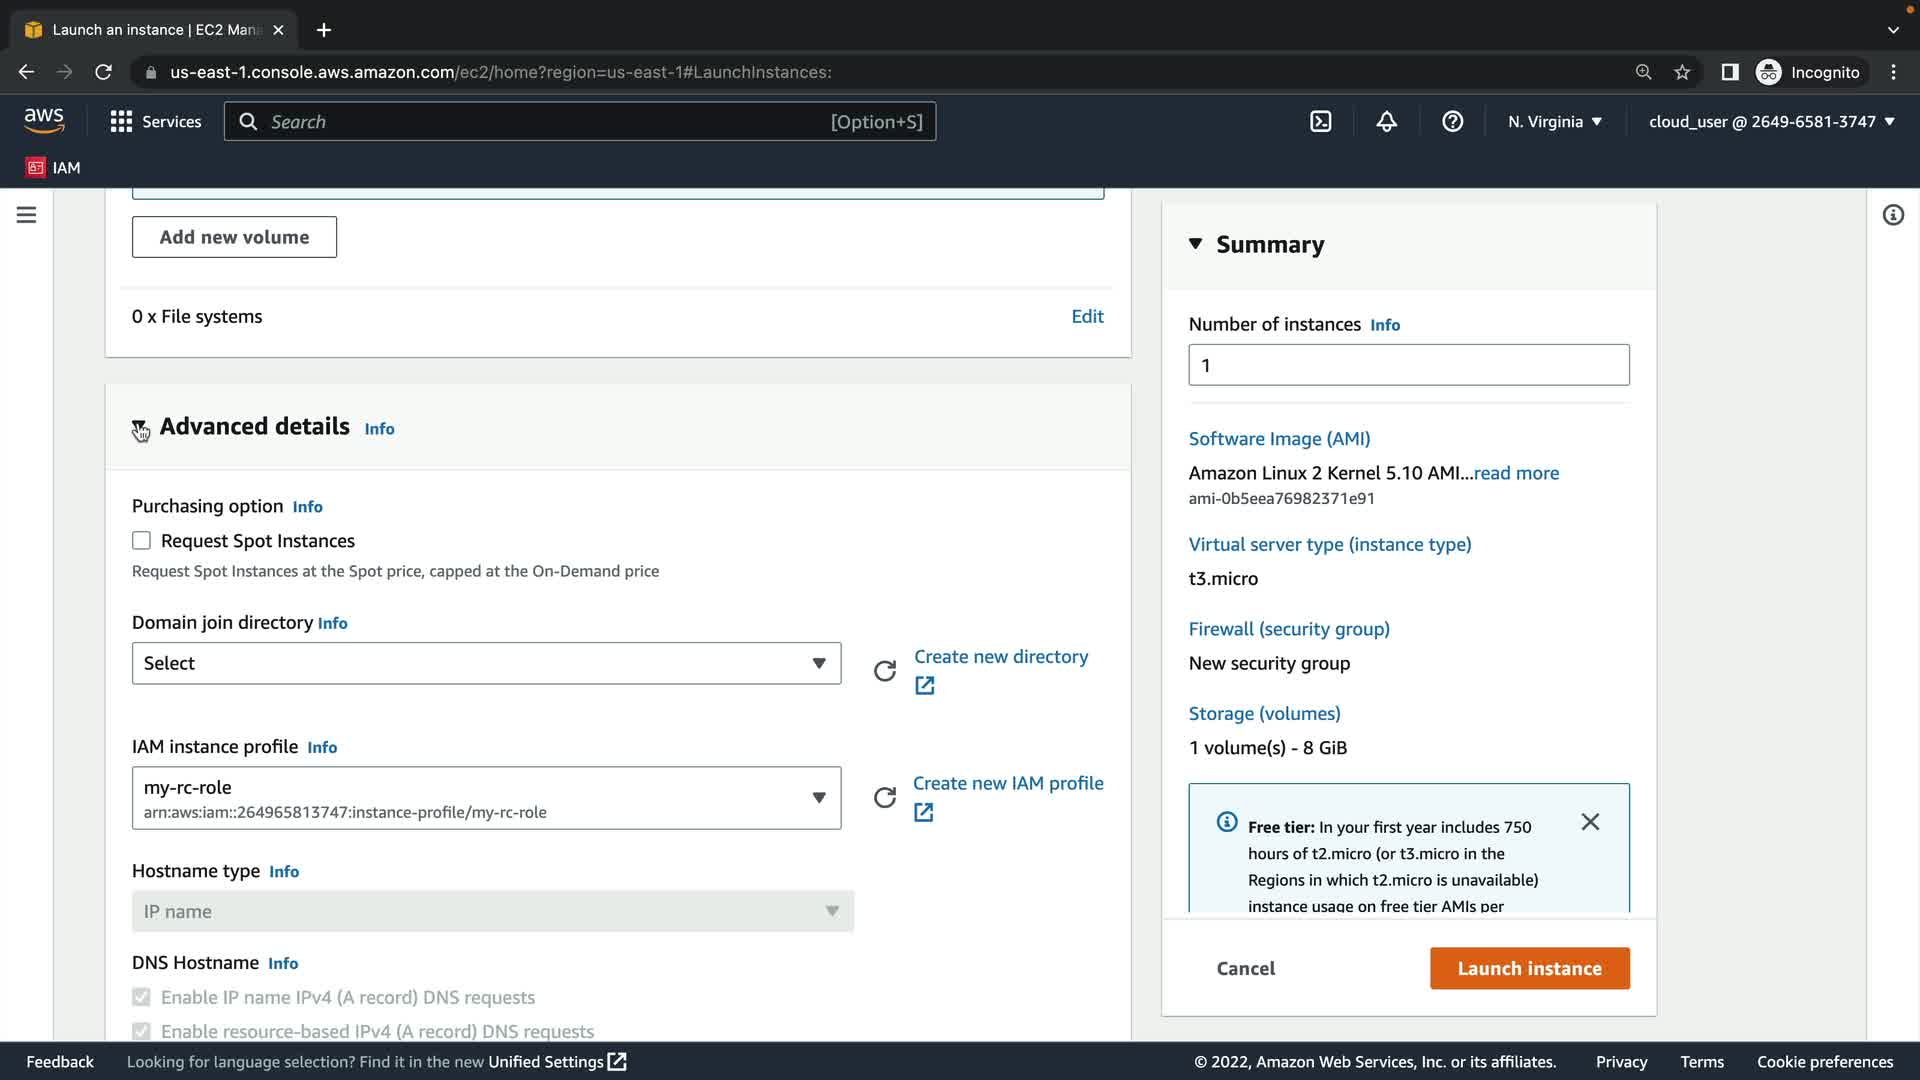 Launch an instance | EC2 Mana
us-east-1.console.aws.amazon.com/ec2/home?region=us-east-1#LaunchInstances:
Incognito
aws
Services
Search
[Option+S]
N. Virginia
cloud_user @ 2649-6581-3747
IAM
Add new volume
0 x File systems
Edit
Advanced details Info
Purchasing option Info
Request Spot Instances
Request Spot Instances at the Spot price, capped at the On-Demand price
Domain join directory Info
Select
Create new directory
IAM instance profile Info
my-rc-role
arn:aws:iam::264965813747:instance-profile/my-rc-role
Create new IAM profile
Hostname type Info
IP name
DNS Hostname Info
Enable IP name IPv4 (A record) DNS requests
Enable resource-based IPv4 (A record) DNS requests
Summary
Number of instances Info
1
Software Image (AMI)
Amazon Linux 2 Kernel 5.10 AMI...read more
ami-0b5eea76982371e91
Virtual server type (instance type)
t3.micro
Firewall (security group)
New security group
Storage (volumes)
1 volume(s) - 8 GiB
Free tier: In your first year includes 750
hours of t2.micro (or t3.micro in the
Regions in which t2.micro is unavailable)
instance usage on free tier AMIs per
Cancel
Launch instance
Feedback
Looking for language selection? Find it in the new Unified Settings
© 2022, Amazon Web Services, Inc. or its affiliates.
Privacy
Terms
Cookie preferences